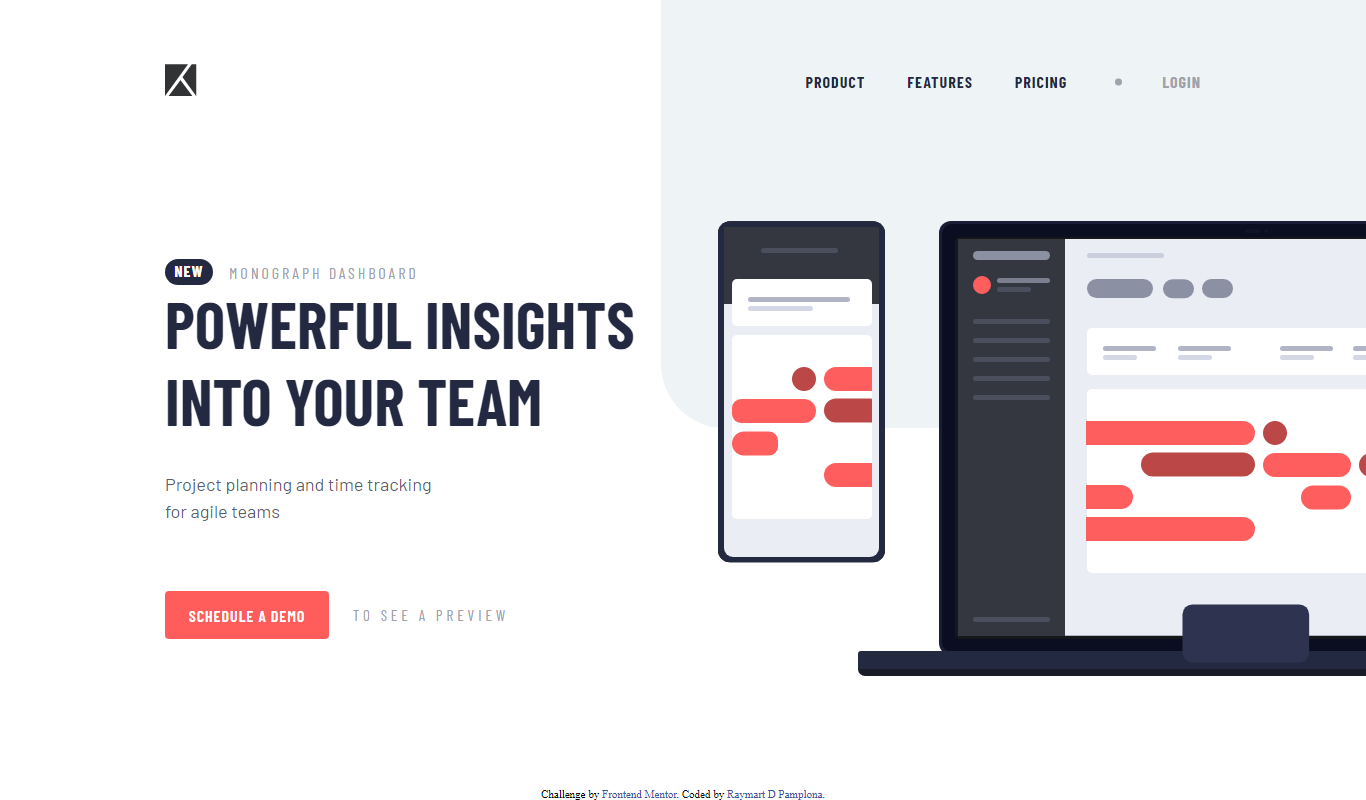 PRODUCT FEATURES PRICING LOGIN
NEW MONOGRAPH DASHBOARD
POWERFUL INSIGHTS
INTO YOUR TEAM
Project planning and time tracking
for agile teams
SCHEDULE A DEMO TO SEE A PREVIEW
Challenge by Frontend Mentor. Coded by Raymart D Pamplona.